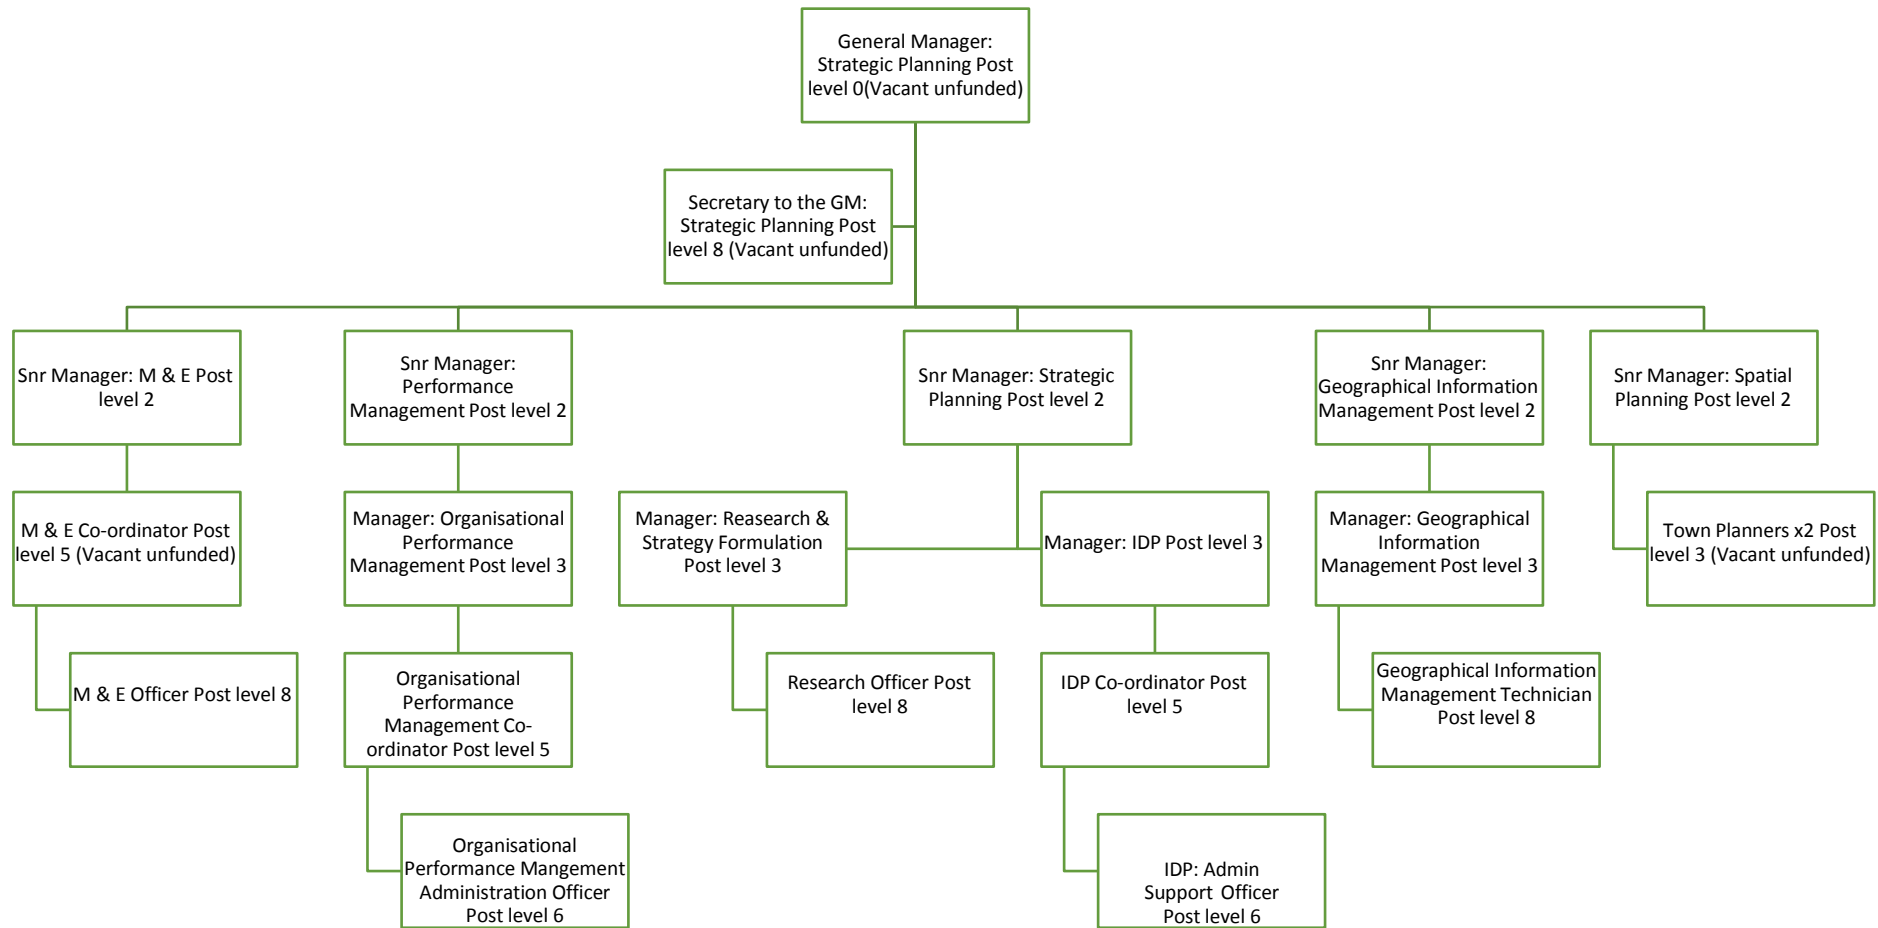 General Manager:
Strategic Planning Post
level 0(Vacant unfunded)
Secretary to the GM:
Strategic Planning Post
level 8 (Vacant unfunded)
Snr Manager: M & E Post
level 2
Snr Manager:
Performance
Management Post level 2
Snr Manager: Strategic
Planning Post level 2
Snr Manager:
Geographical Information
Management Post level 2
Snr Manager: Spatial
Planning Post level 2
M & E Co-ordinator Post
level 5 (Vacant unfunded)
Manager: Organisational
Performance
Management Post level 3
Manager: Reasearch &
Strategy Formulation
Post level 3
Manager: IDP Post level 3
Manager: Geographical
Information
Management Post level 3
Town Planners x2 Post
level 3 (Vacant unfunded)
M & E Officer Post level 8
Organisational
Performance
Management Co-
ordinator Post level 5
Research Officer Post
level 8
IDP Co-ordinator Post
level 5
Geographical Information
Management Technician
Post level 8
Organisational
Performance Mangement
Administration Officer
Post level 6
IDP: Admin
Support Officer
Post level 6